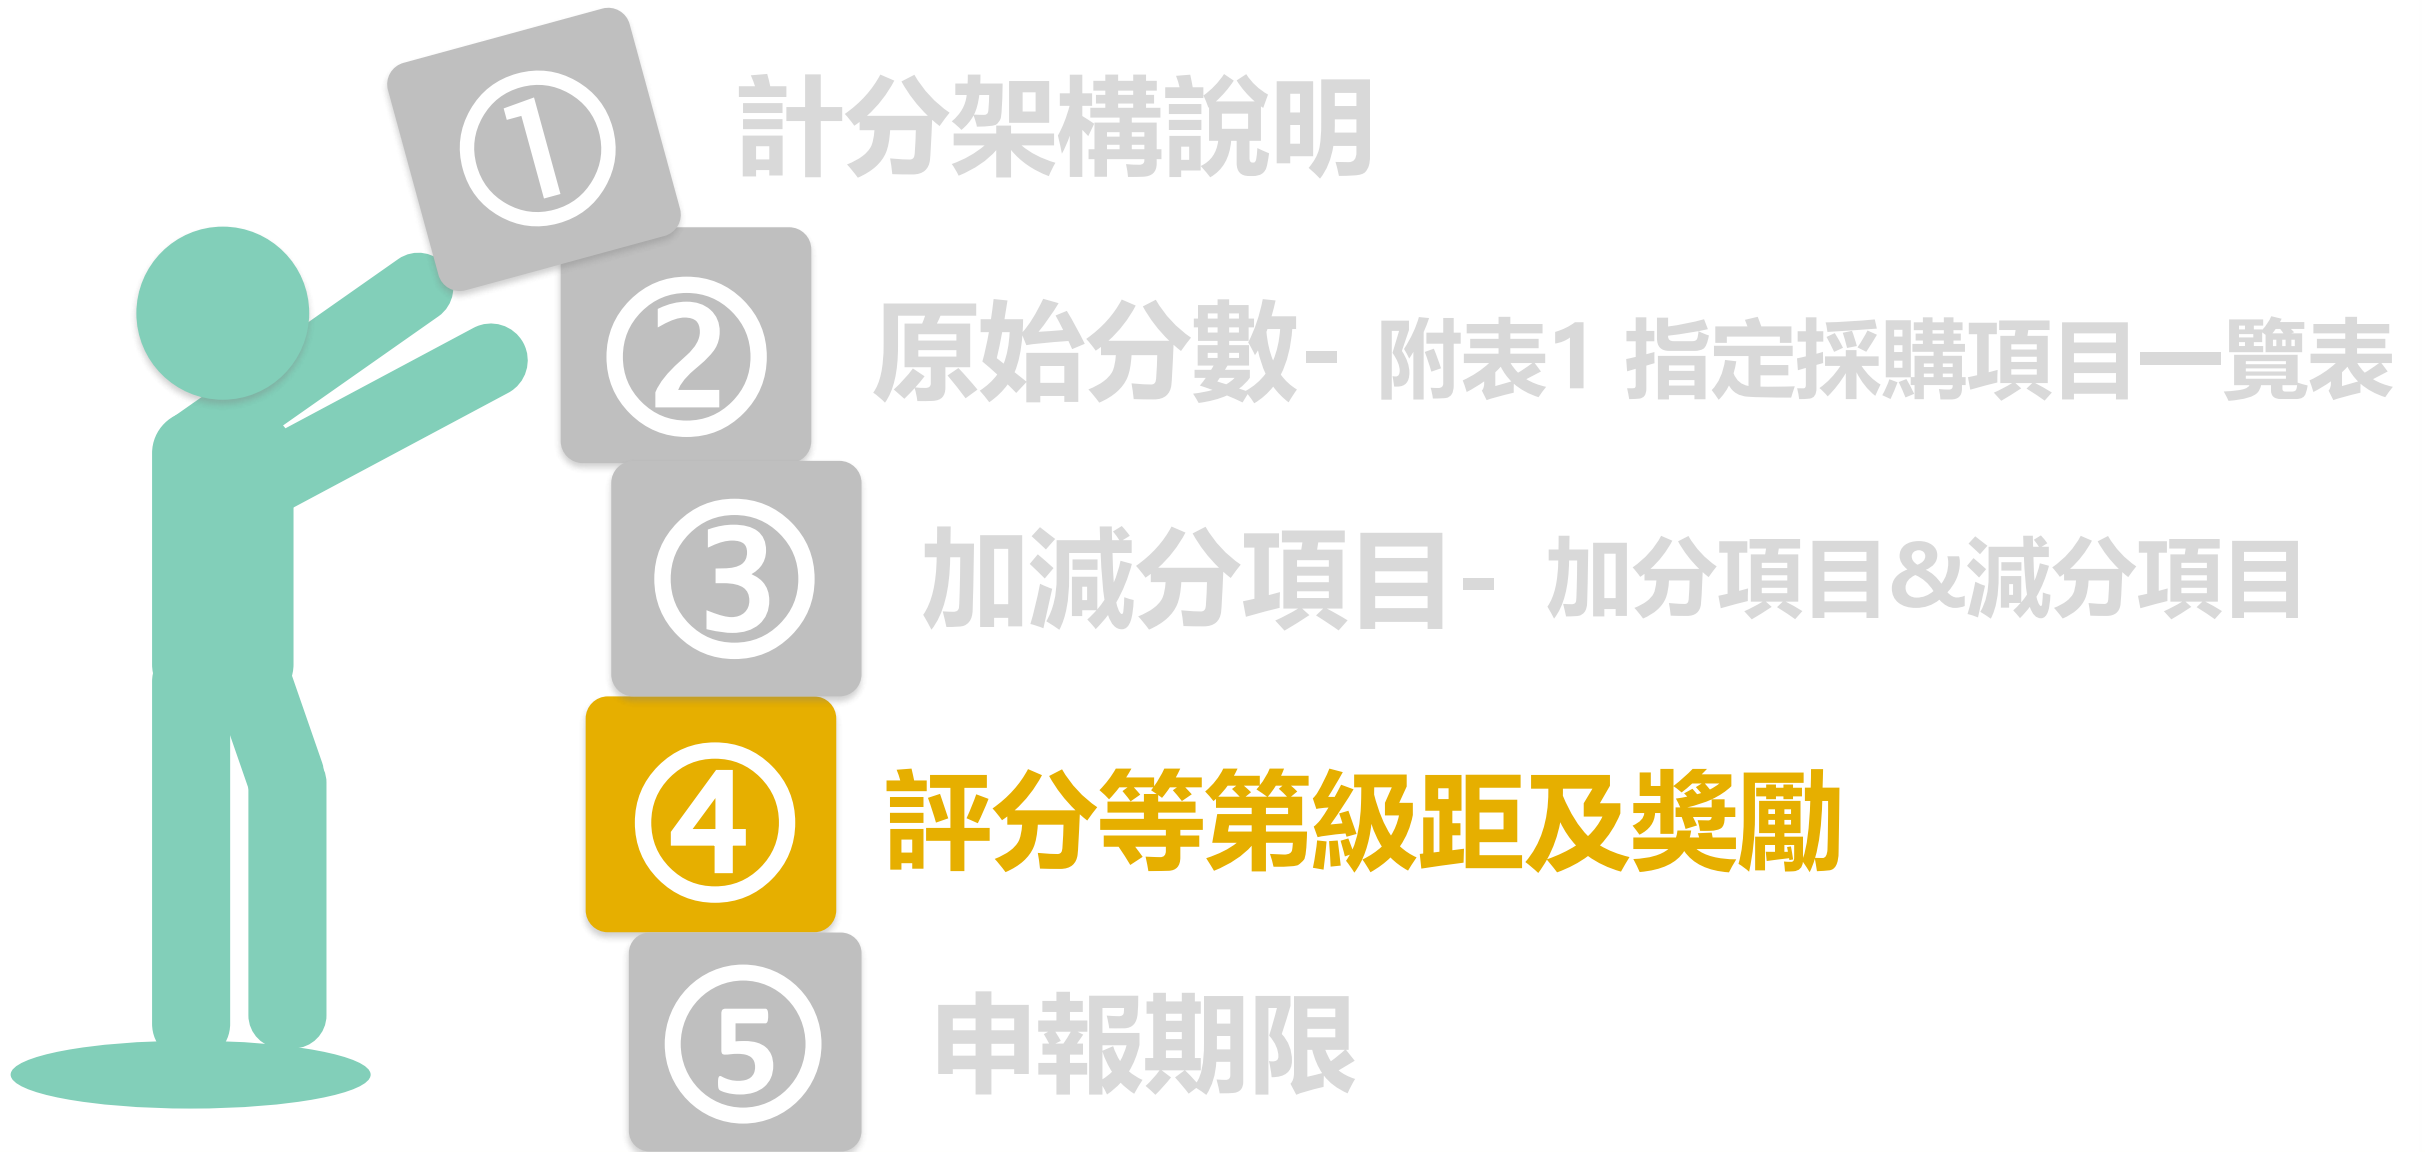 ① 計分架構說明
② 原始分數- 附表1 指定採購項目一覽表
③ 加減分項目- 加分項目&減分項目
④ 評分等第級距及獎勵
⑤ 申報期限